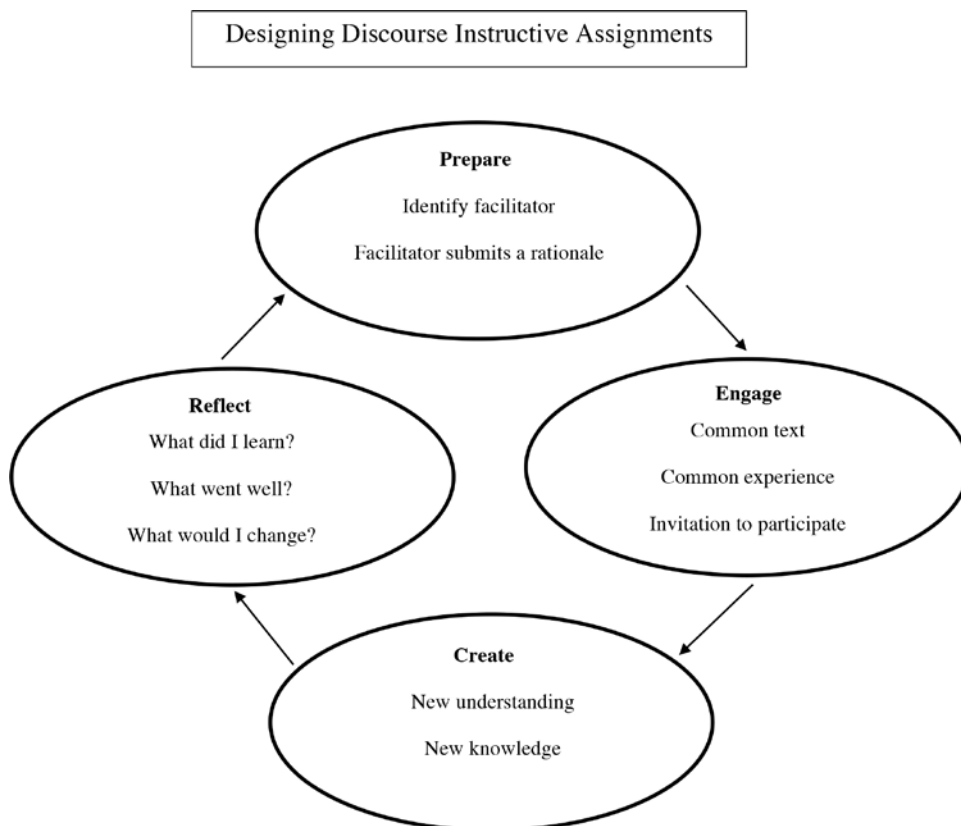 Designing Discourse Instructive Assignments
Prepare
Identify facilitator
Facilitator submits a rationale
Engage
Common text
Common experience
Invitation to participate
Create
New understanding
New knowledge
Reflect
What did I learn?
What went well?
What would I change?